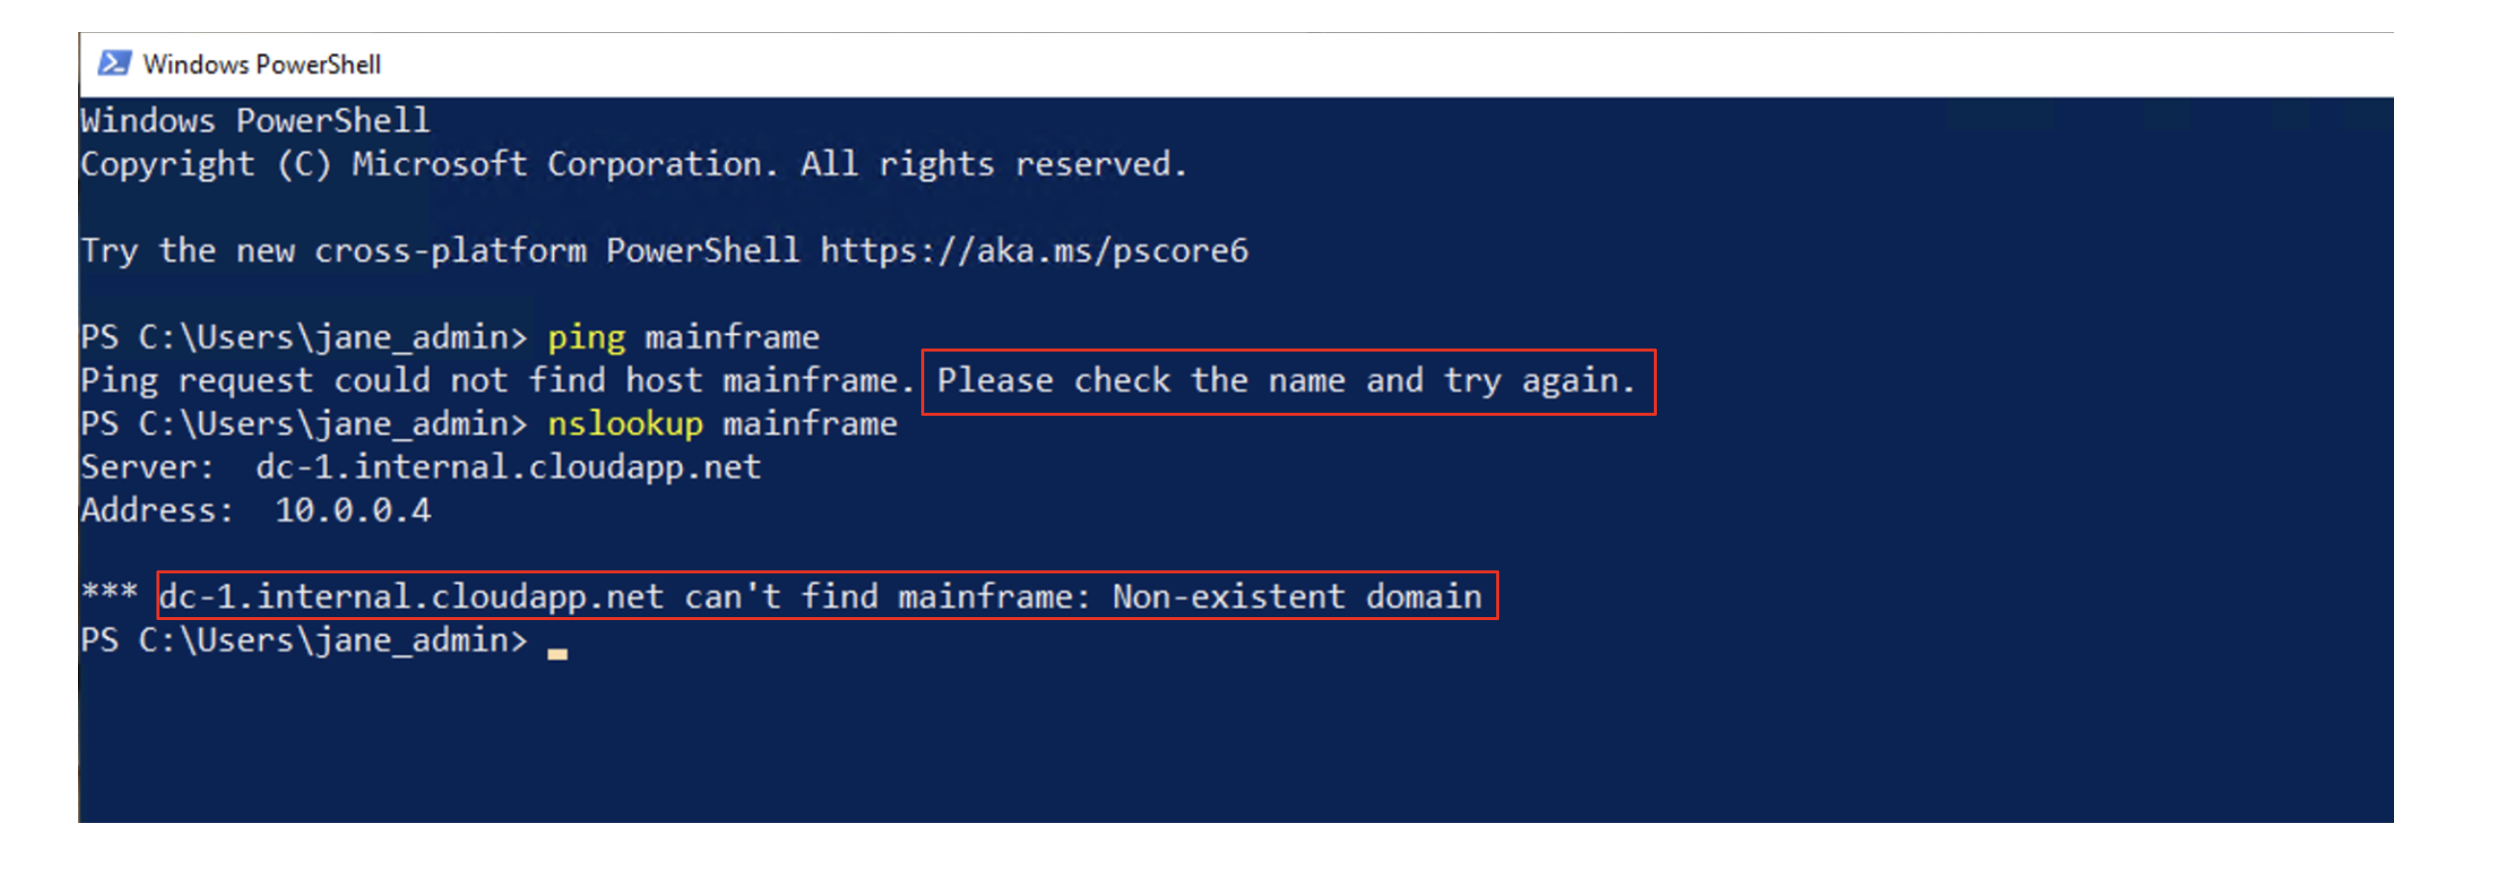 Windows PowerShell
Windows PowerShell
Copyright (C) Microsoft Corporation. All rights reserved.
Try the new cross-platform PowerShell https://aka.ms/pscore6
PS C:\Users\jane_admin> ping mainframe
Ping request could not find host mainframe. Please check the name and try again.
PS C:\Users\jane_admin> nslookup mainframe
Server:  dc-1.internal.cloudapp.net
Address:  10.0.0.4
*** dc-1.internal.cloudapp.net can't find mainframe: Non-existent domain
PS C:\Users\jane_admin>